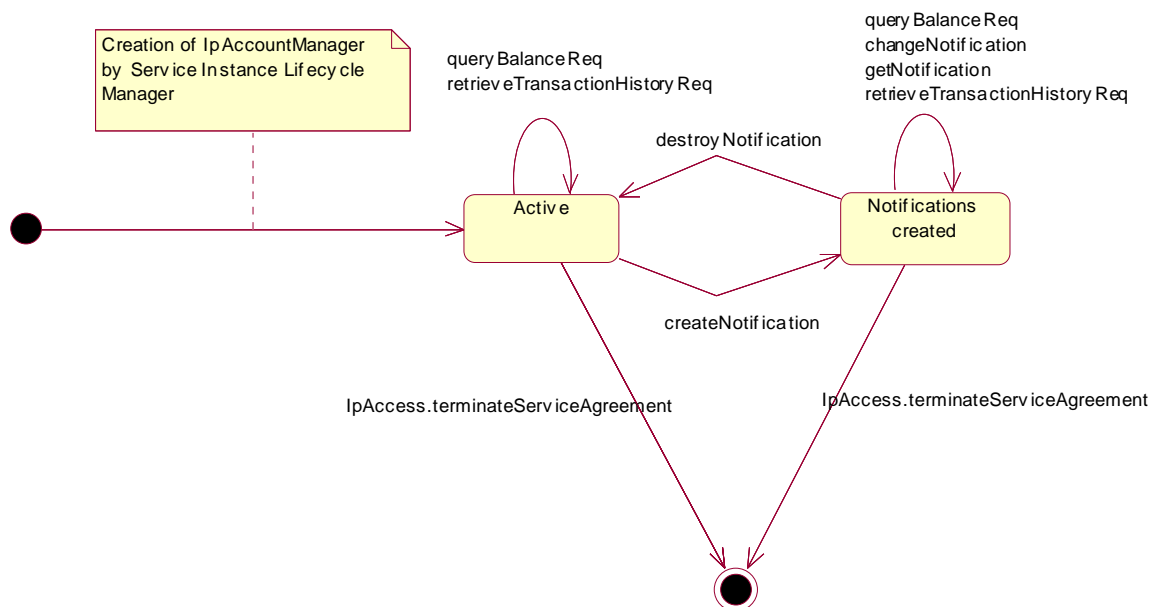 Creation of IpAccountManager
by Service Instance Lifecycle
Manager
queryBalanceReq
retrieveTransactionHistoryReq
queryBalanceReq
changeNotification
getNotification
retrieveTransactionHistoryReq
destroyNotification
Active
Notifications
created
createNotification
IpAccess.terminateServiceAgreement
IpAccess.terminateServiceAgreement